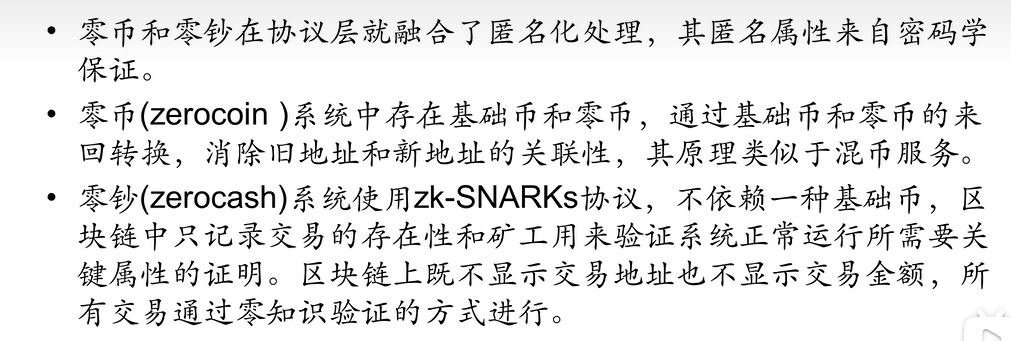 • 零币和零钞在协议层就融合了匿名化处理，其匿名属性来自密码学
保证。
• 零币(zerocoin )系统中存在基础币和零币，通过基础币和零币的来
回转换，消除旧地址和新地址的关联性，其原理类似于混币服务。
• 零钞(zerocash)系统使用zk-SNARKs协议，不依赖一种基础币，区
块链中只记录交易的存在性和矿工用来验证系统正常运行所需要关
键属性的证明。区块链上既不显示交易地址也不显示交易金额，所
有交易通过零知识验证的方式进行。